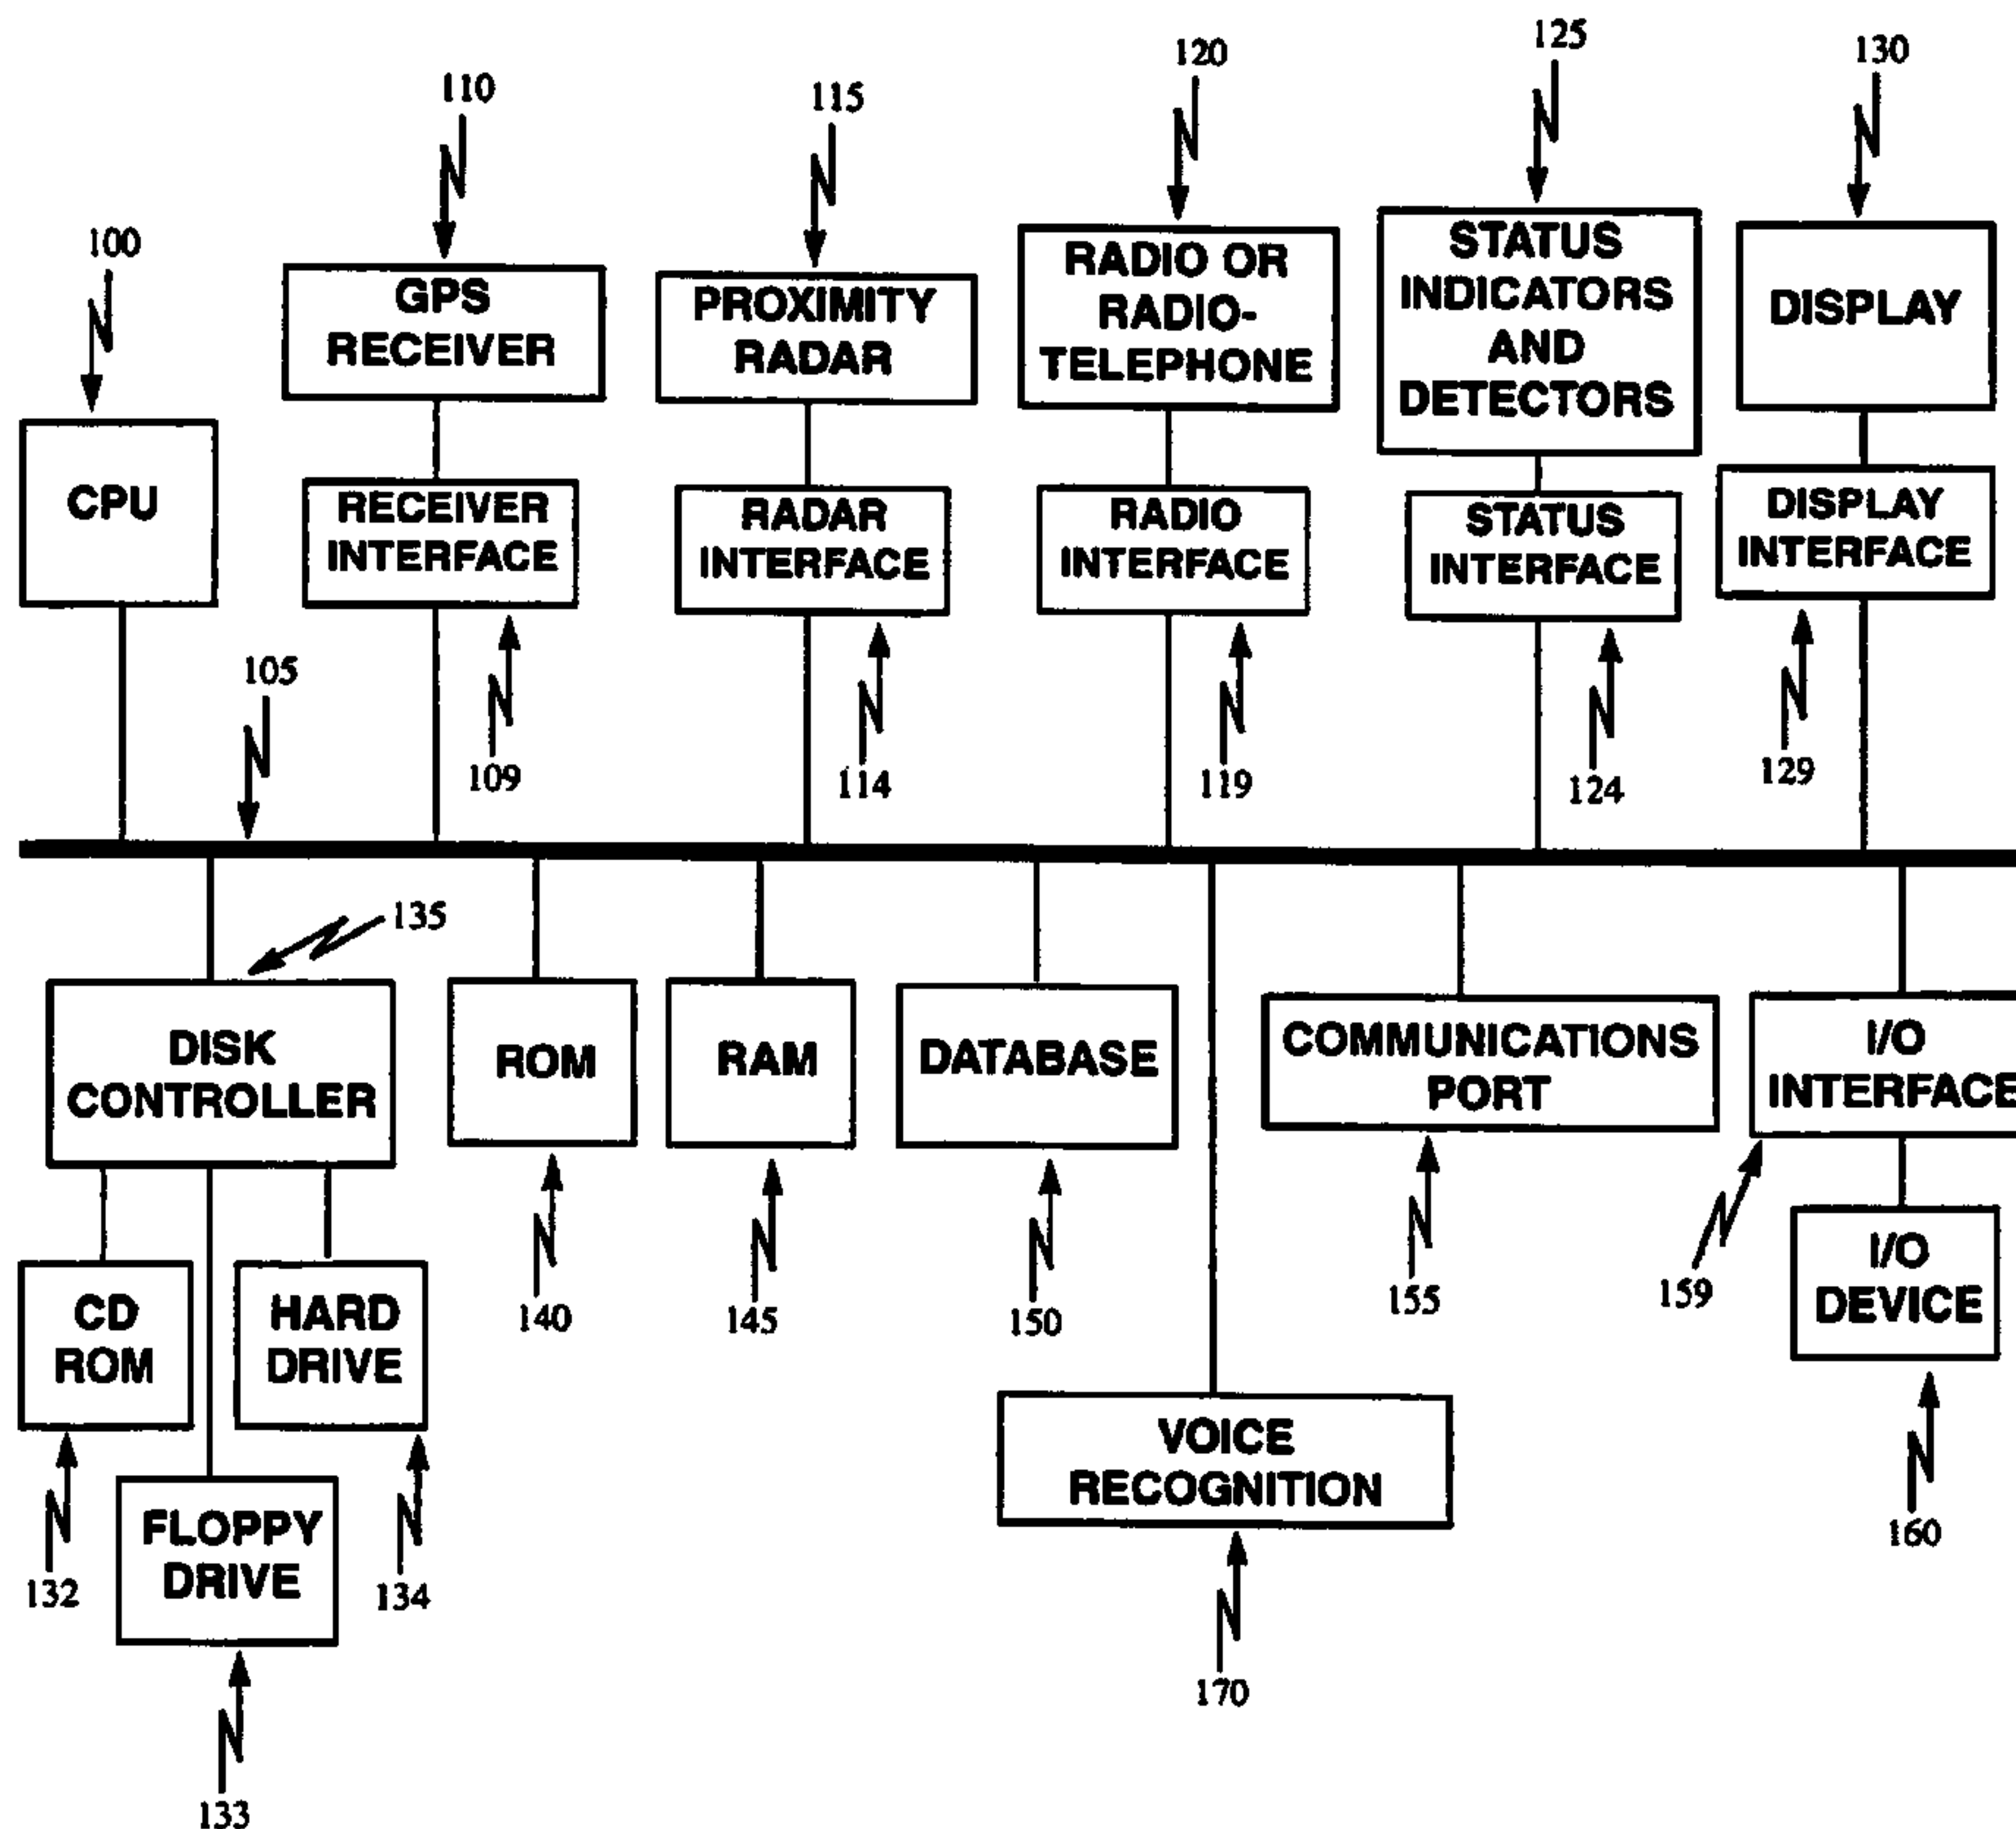 125
130
120
110
115
100
GPS
RECEIVER
PROXIMITY
RADAR
RADIO OR
RADIO-
TELEPHONE
STATUS
INDICATORS
AND
DETECTORS
DISPLAY
CPU
RECEIVER
INTERFACE
RADAR
INTERFACE
RADIO
INTERFACE
STATUS
INTERFACE
DISPLAY
INTERFACE
105
109
114
119
124
129
135
DISK
CONTROLLER
ROM
RAM
DATABASE
COMMUNICATIONS
PORT
I/O
INTERFACE
CD
ROM
HARD
DRIVE
140
145
150
155
159
I/O
DEVICE
VOICE
RECOGNITION
FLOPPY
DRIVE
132
134
160
170
133